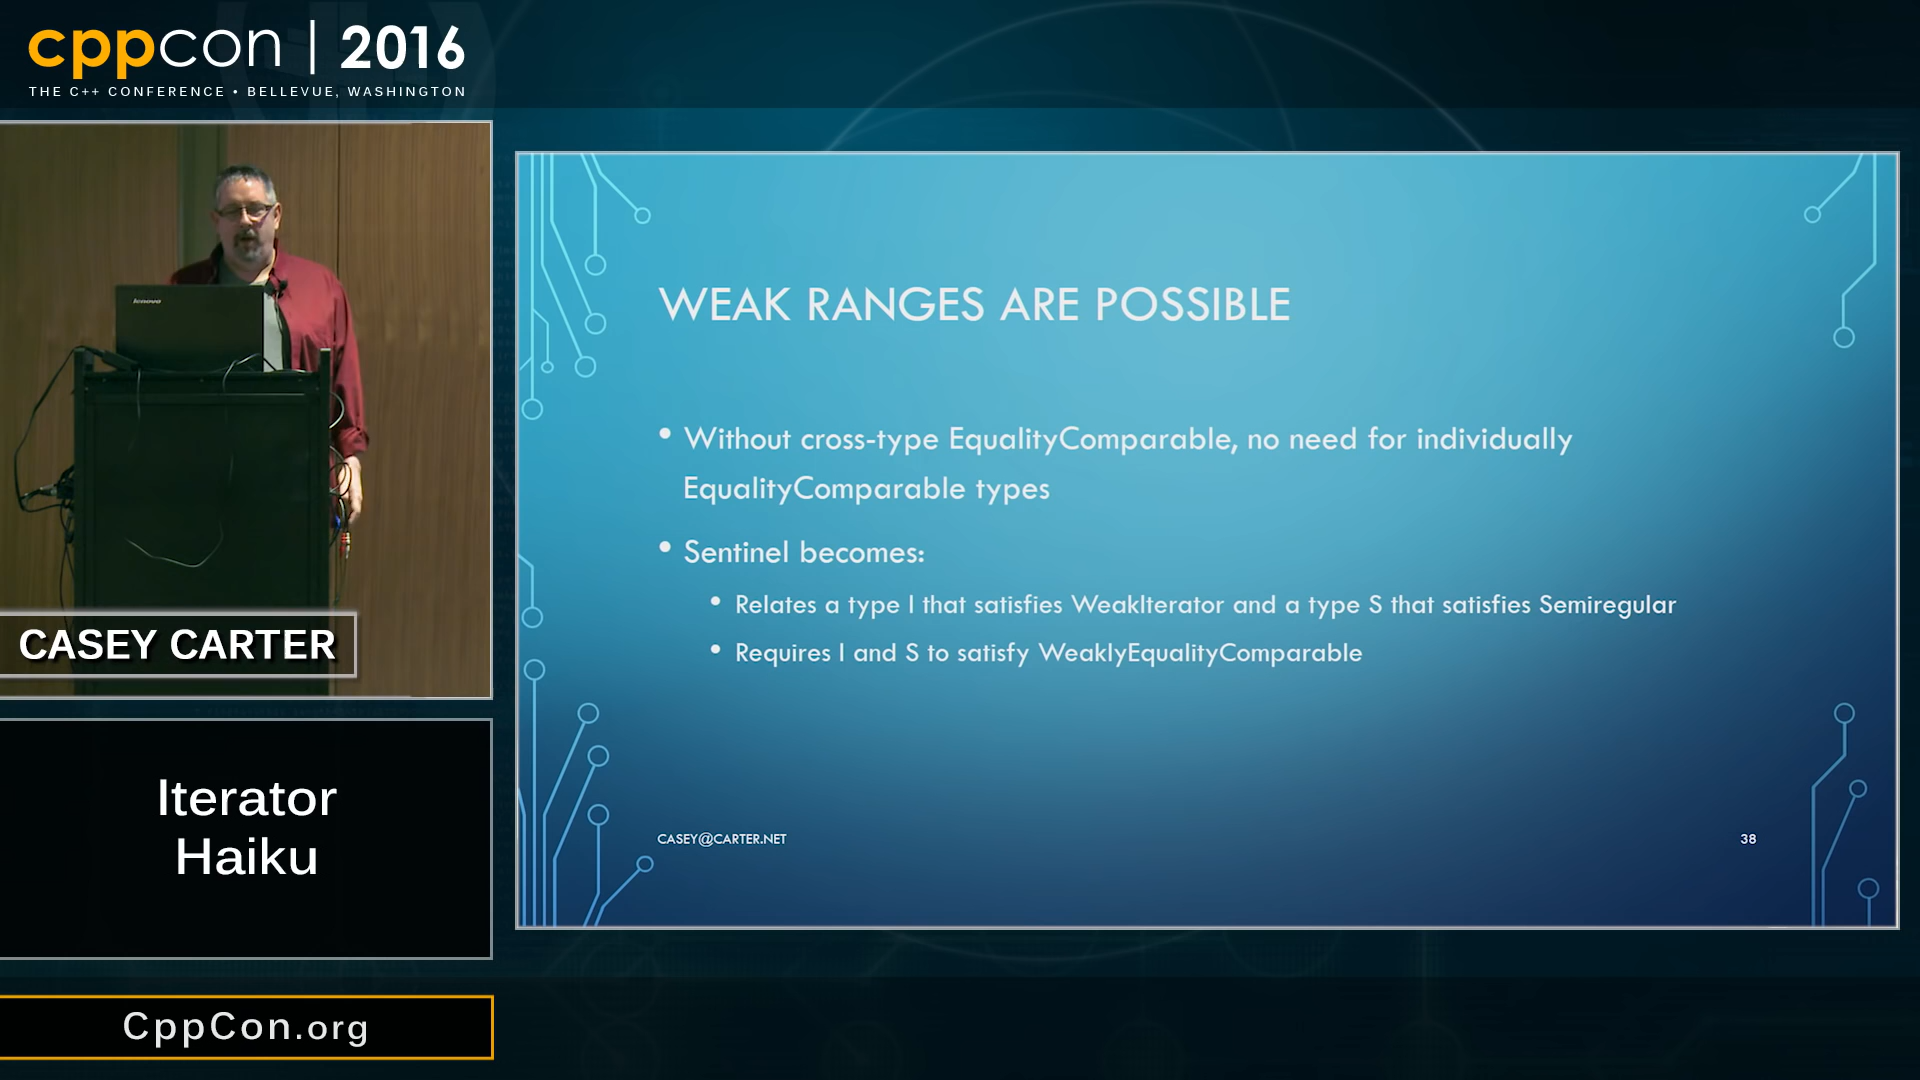 cppcon | 2016
THE C++ CONFERENCE • BELLEVUE, WASHINGTON
lenovo
CASEY CARTER
Iterator
Haiku
CppCon.org
WEAK RANGES ARE POSSIBLE
• Without cross-type EqualityComparable, no need for individually
EqualityComparable types
• Sentinel becomes:
• Relates a type I that satisfies WeakIterator and a type S that satisfies Semiregular
• Requires I and S to satisfy WeaklyEqualityComparable
CASEY@CARTER.NET
38